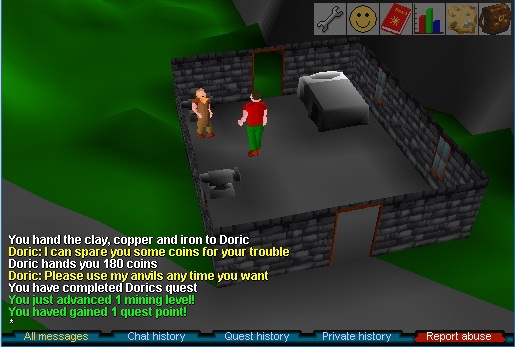 You hand the clay, copper and iron to Doric
Doric: I can spare you some coins for your trouble
Doric hands you 180 coins
Doric: Please use my anvils any time you want
You have completed Dorics quest
You just advanced 1 mining level!
You haved gained 1 quest point!
*
All messages Chat history Quest history Private history Report abuse